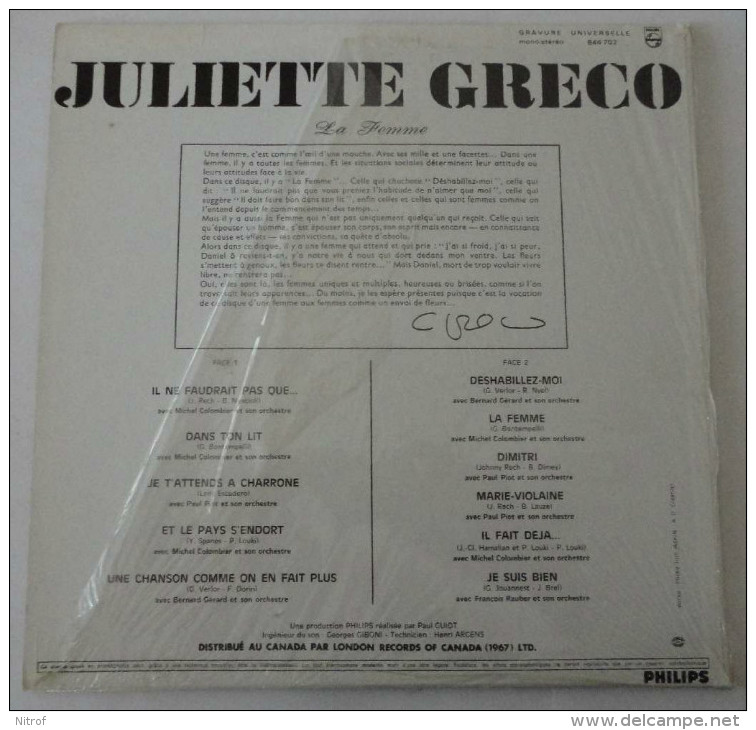 GRAVURE UNIVERSELLE
mono/stéréo 844 702
PHILIPS
JULIETTE GRECO
La Femme
Une femme, c'est comme l'œil d'une mouche. Avec ses mille et une facettes... Dans une
femme, il y a toutes les femmes. Et les situations sociales déterminent leur attitude ou
leurs attitudes face à la vie.
Dans ce disque, il y a "La Femme"... Celle qui chuchote "Déshabillez-moi", celle qui
dit : "Il ne faudrait pas que vous preniez l'habitude de n'aimer que moi", celle qui
suggère "Il doit faire bon dans ton lit", enfin celles et celles qui sont femmes comme on
l'entend depuis le commencement des temps...
Mais il y a aussi la Femme qui n'est pas uniquement quelqu'un qui reçoit. Celle qui sait
qu'épouser un homme, c'est épouser son corps, son esprit mais encore — en connaissance
de cause et effets — ses convictions, sa quête d'absolu.
Alors dans ce disque, il y a une femme qui attend et qui prie : "J'ai si froid, j'ai si peur,
Daniel ô reviens-t-en, y'a notre vie à nous qui dort dedans mon ventre. Les fleurs
s'mettent à genoux, les fleurs se disent rentre..." Mais Daniel, mort de trop vouloir vivre
libre, ne rentrera pas...
Oui, elles sont là, les femmes uniques et multiples, heureuses ou brisées, comme si l'on
leurs apparences... Du moins, je les espère présentes puisque c'est la vocation
de ce disque d'une femme aux femmes comme un envoi de fleurs...
GRECO
FACE 1
IL NE FAUDRAIT PAS QUE...
(J. Rech - )
avec Michel Colombier et son orchestre
DANS TON LIT
(G. Bontempelli)
avec Michel Colombier et son orchestre
JE T'ATTENDS A CHARRONE
(Leny Escudero)
avec Paul Piot et son orchestre
ET LE PAYS S'ENDORT
(Y. Spanos - P. Louki)
avec Michel Colombier et son orchestre
UNE CHANSON COMME ON EN FAIT PLUS
(G. Verlor - F. Dorin)
avec Bernard Gérard et son orchestre
FACE 2
DESHABILLEZ-MOI
(G. Verlor - R. Nyel)
avec Bernard Gérard et son orchestre
LA FEMME
(G. Bontempelli)
avec Michel Colombier et son orchestre
DIMITRI
(Johnny Rech - B. Dimey)
avec Paul Piot et son orchestre
MARIE-VIOLAINE
(J. Rech - B. Lauze)
avec Paul Piot et son orchestre
IL FAIT DEJA...
(J.-Cl. Hamalian et P. Louki - P. Louki)
avec Michel Colombier et son orchestre
JE SUIS BIEN
(G. Jouannest - J. Brel)
avec François Rauber et son orchestre
Une production PHILIPS réalisée par Paul GUIOT
Ingénieur du son : Georges GIBONI - Technicien : Henri ARCENS
DISTRIBUÉ AU CANADA PAR LONDON RECORDS OF CANADA (1967) LTD.
PHILIPS
Nitrof
www.delcampe.net